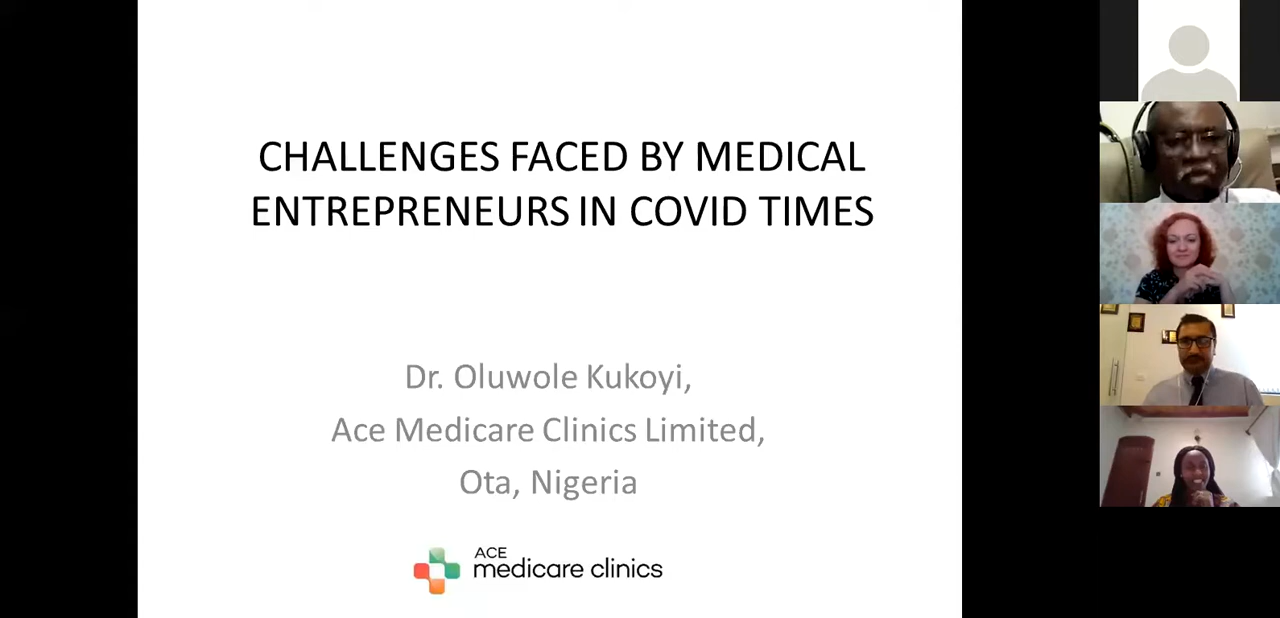 CHALLENGES FACED BY MEDICAL
ENTREPRENEURS IN COVID TIMES
Dr. Oluwole Kukoyi,
Ace Medicare Clinics Limited,
Ota, Nigeria
ACE
medicare clinics